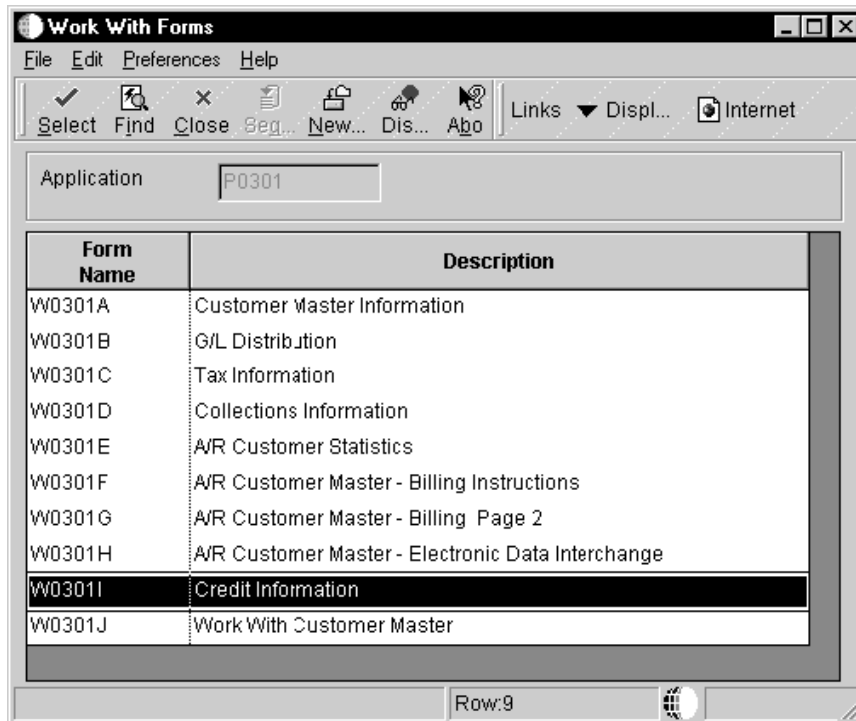 Work With Forms
File Edit Preferences Help
Select Find Close Seq... New... Dis... Abo Links Displ... Internet
Application P0301
Form Name Description
W0301A Customer Master Information
W0301B G/L Distribution
W0301C Tax Information
W0301D Collections Information
W0301E A/R Customer Statistics
W0301F A/R Customer Master - Billing Instructions
W0301G A/R Customer Master - Billing Page 2
W0301H A/R Customer Master - Electronic Data Interchange
W0301I Credit Information
W0301J Work With Customer Master
Row:9